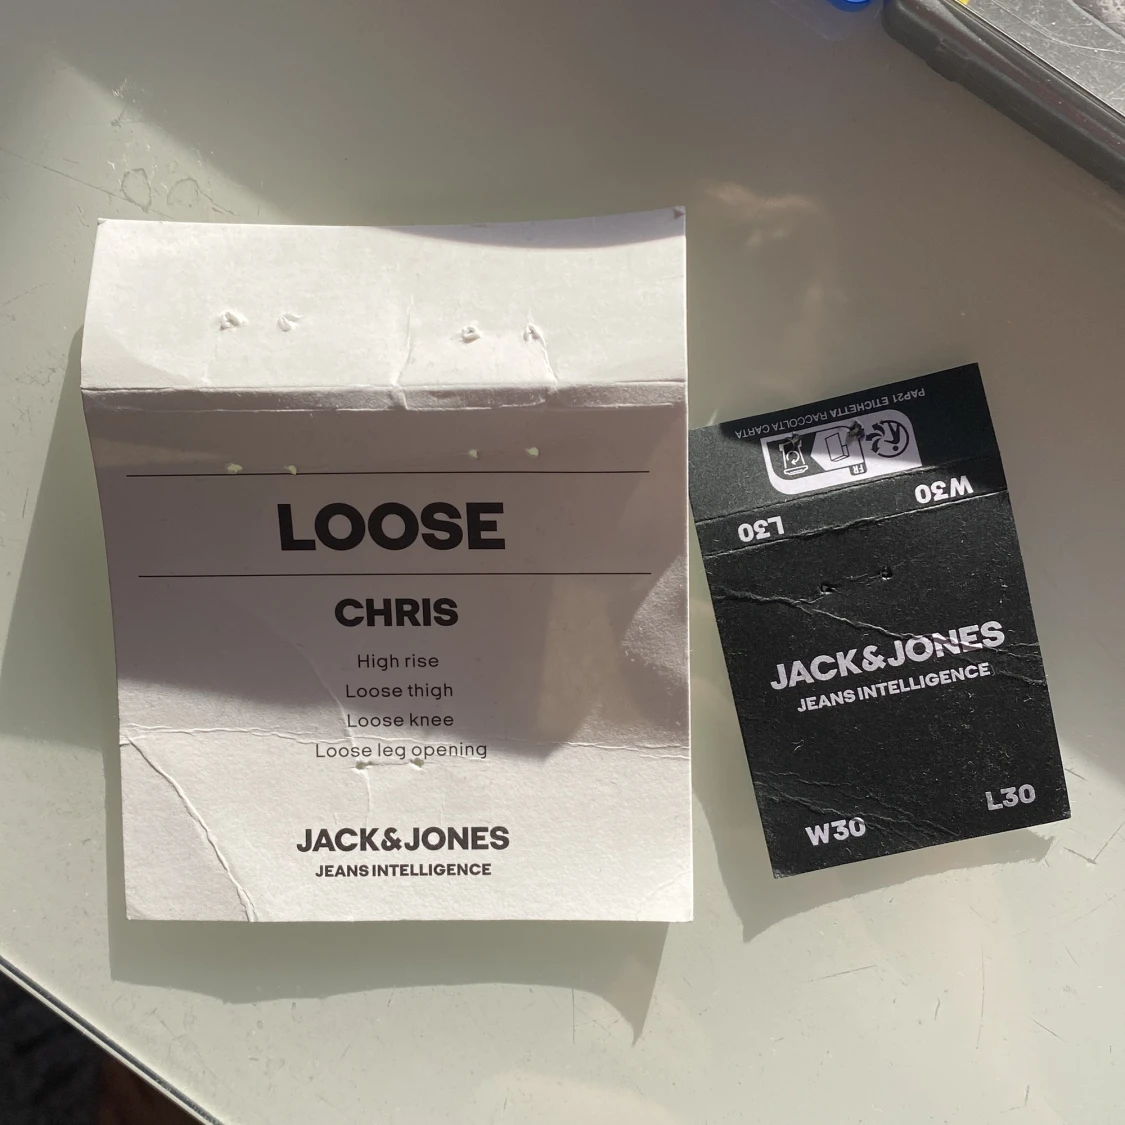 LOOSE
CHRIS
High rise
Loose thigh
Loose knee
Loose leg opening
JACK&JONES
JEANS INTELLIGENCE
PAP21 ETICHETTA RACCOLTA CARTA
FR
W30
L30
JACK&JONES
JEANS INTELLIGENCE
W30
L30